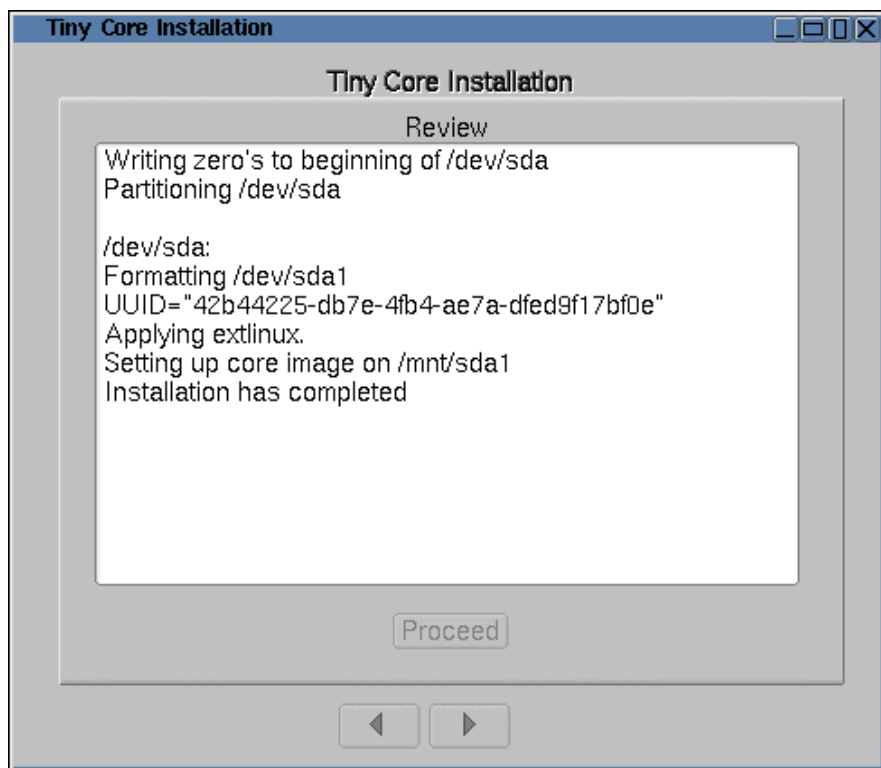 Tiny Core Installation
Tiny Core Installation
Review
Writing zero's to beginning of /dev/sda
Partitioning /dev/sda
/dev/sda:
Formatting /dev/sda1
UUID="42b44225-db7e-4fb4-ae7a-dfed9f17bf0e"
Applying extlinux.
Setting up core image on /mnt/sda1
Installation has completed
Proceed